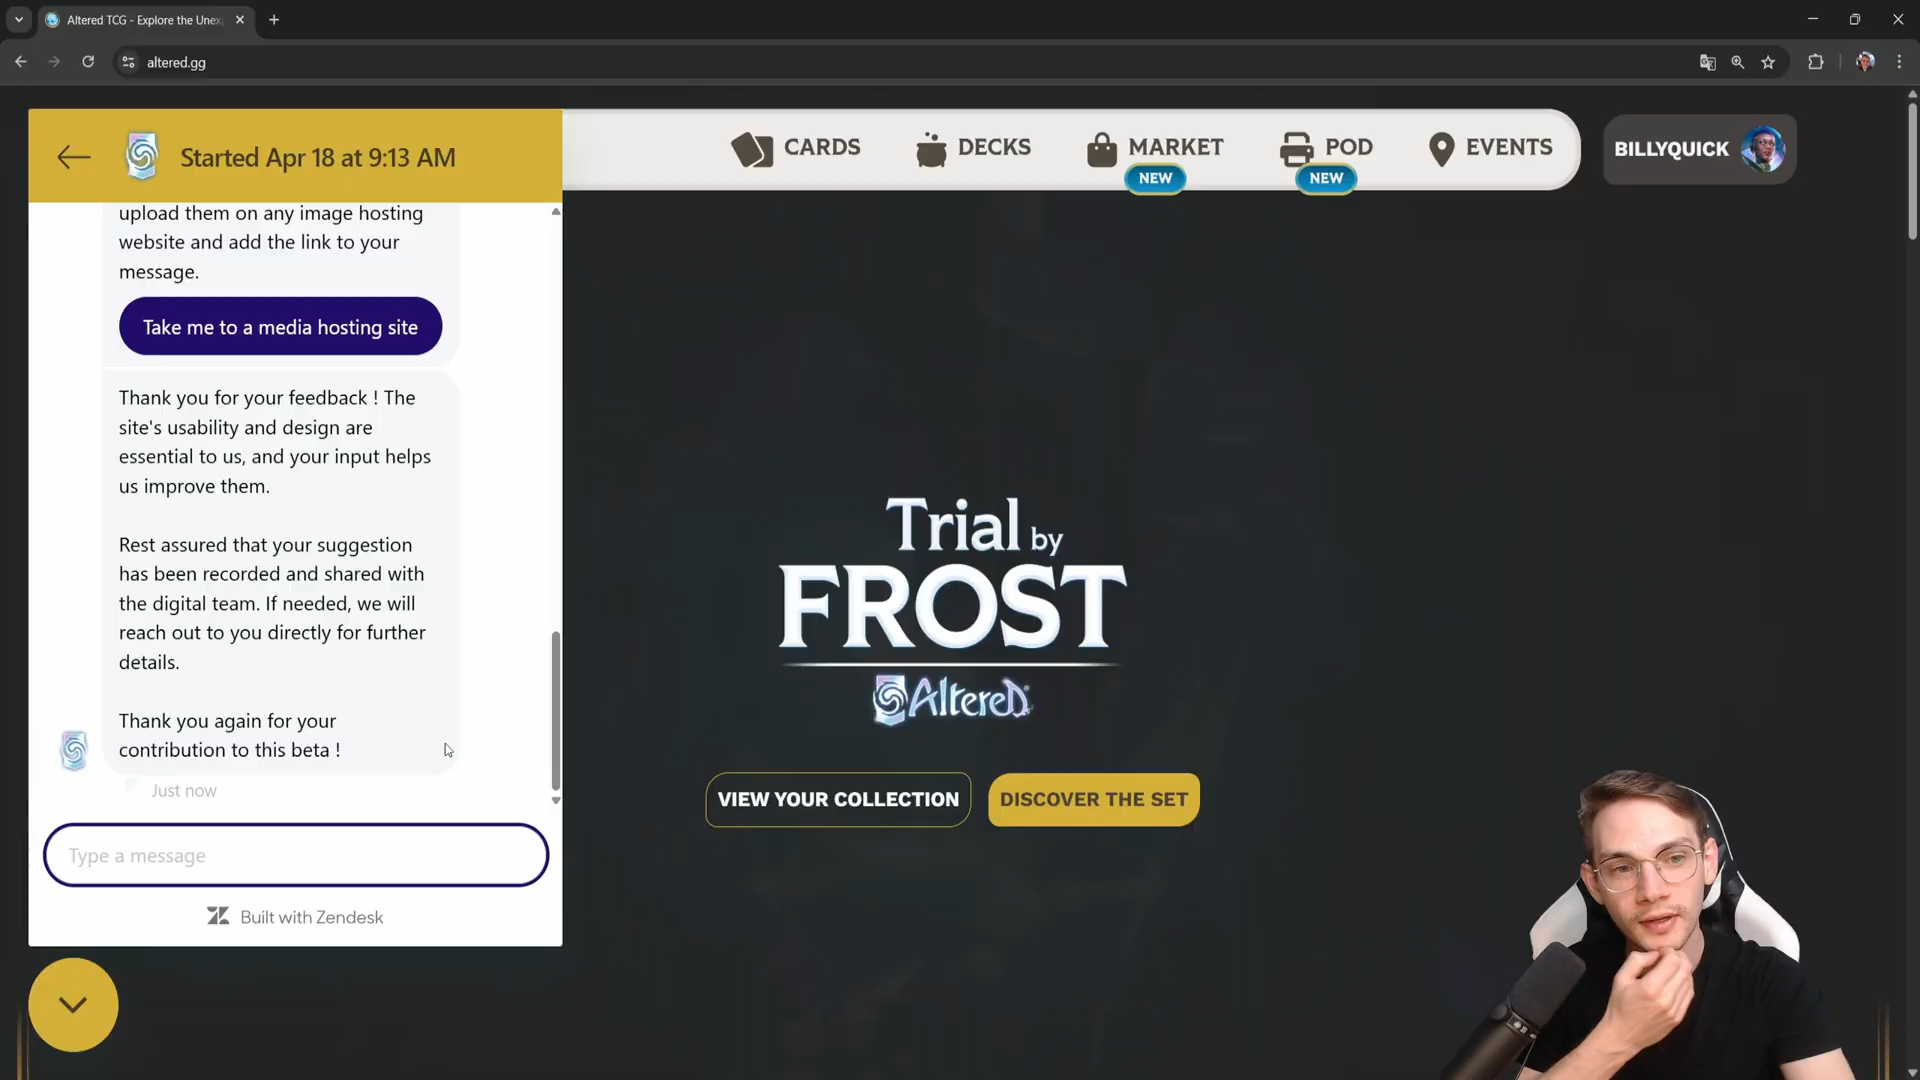 Altered TCG - Explore the Unex
altered.gg
Started Apr 18 at 9:13 AM
CARDS
DECKS
MARKET
NEW
POD
NEW
EVENTS
BILLYQUICK
upload them on any image hosting
website and add the link to your
message.
Take me to a media hosting site
Thank you for your feedback ! The
site's usability and design are
essential to us, and your input helps
us improve them.
Rest assured that your suggestion
has been recorded and shared with
the digital team. If needed, we will
reach out to you directly for further
details.
Thank you again for your
contribution to this beta !
Just now
Type a message
Built with Zendesk
Trial by
FROST
Altered
VIEW YOUR COLLECTION
DISCOVER THE SET